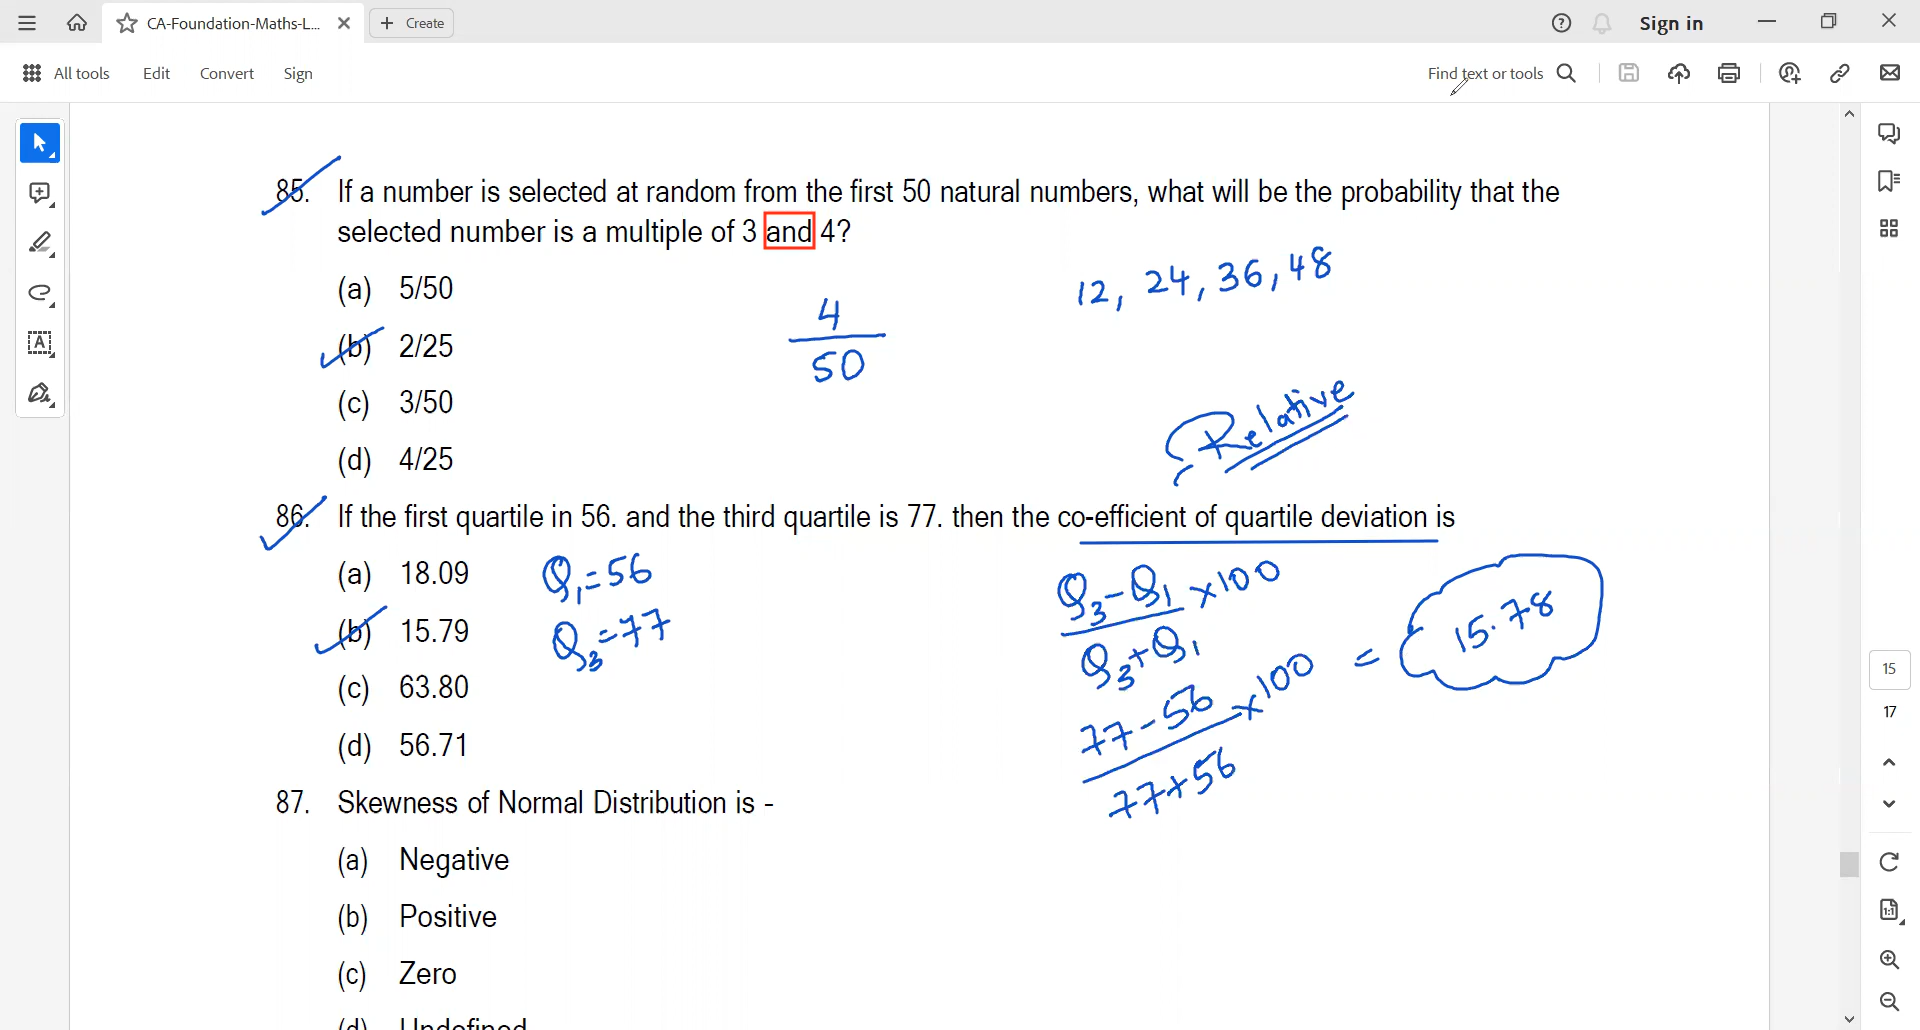 CA-Foundation-Maths-L...
Create
Sign in
All tools Edit Convert Sign
Find text or tools
85. If a number is selected at random from the first 50 natural numbers, what will be the probability that the
selected number is a multiple of 3 and 4?
(a) 5/50
12, 24, 36, 48
4
50
(b) 2/25
(c) 3/50
Relative
(d) 4/25
86. If the first quartile in 56. and the third quartile is 77. then the co-efficient of quartile deviation is
(a) 18.09
Q1 = 56
Q3 - Q1 × 100
Q3 + Q1
(b) 15.79
Q3 = 77
= 15.78
77 - 56 × 100
77 + 56
(c) 63.80
(d) 56.71
87. Skewness of Normal Distribution is -
(a) Negative
(b) Positive
(c) Zero
(d) Undefined
15
17